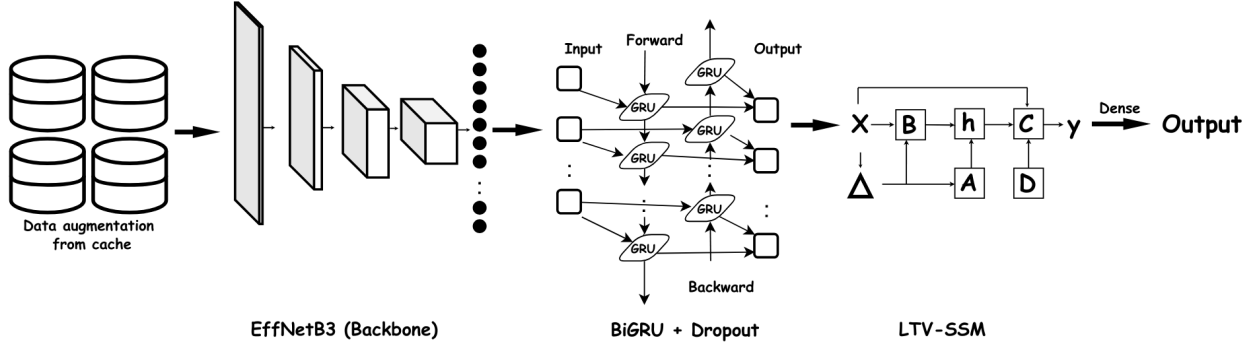 Data augmentation
from cache
EffNetB3 (Backbone)
Input
Forward
Output
GRU
GRU
GRU
GRU
GRU
GRU
Backward
BiGRU + Dropout
X
B
h
C
y
Δ
A
D
LTV-SSM
Dense
Output